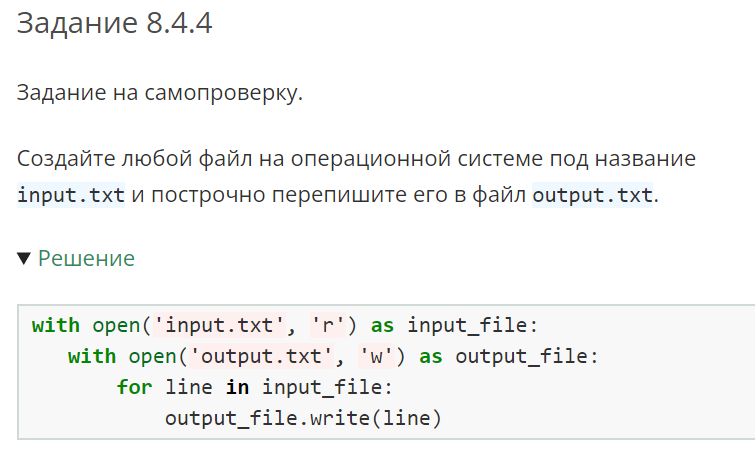 Задание 8.4.4
Задание на самопроверку.
Создайте любой файл на операционной системе под название
input.txt и построчно перепишите его в файл output.txt.
▼ Решение
with open('input.txt', 'r') as input_file:
   with open('output.txt', 'w') as output_file:
       for line in input_file:
           output_file.write(line)